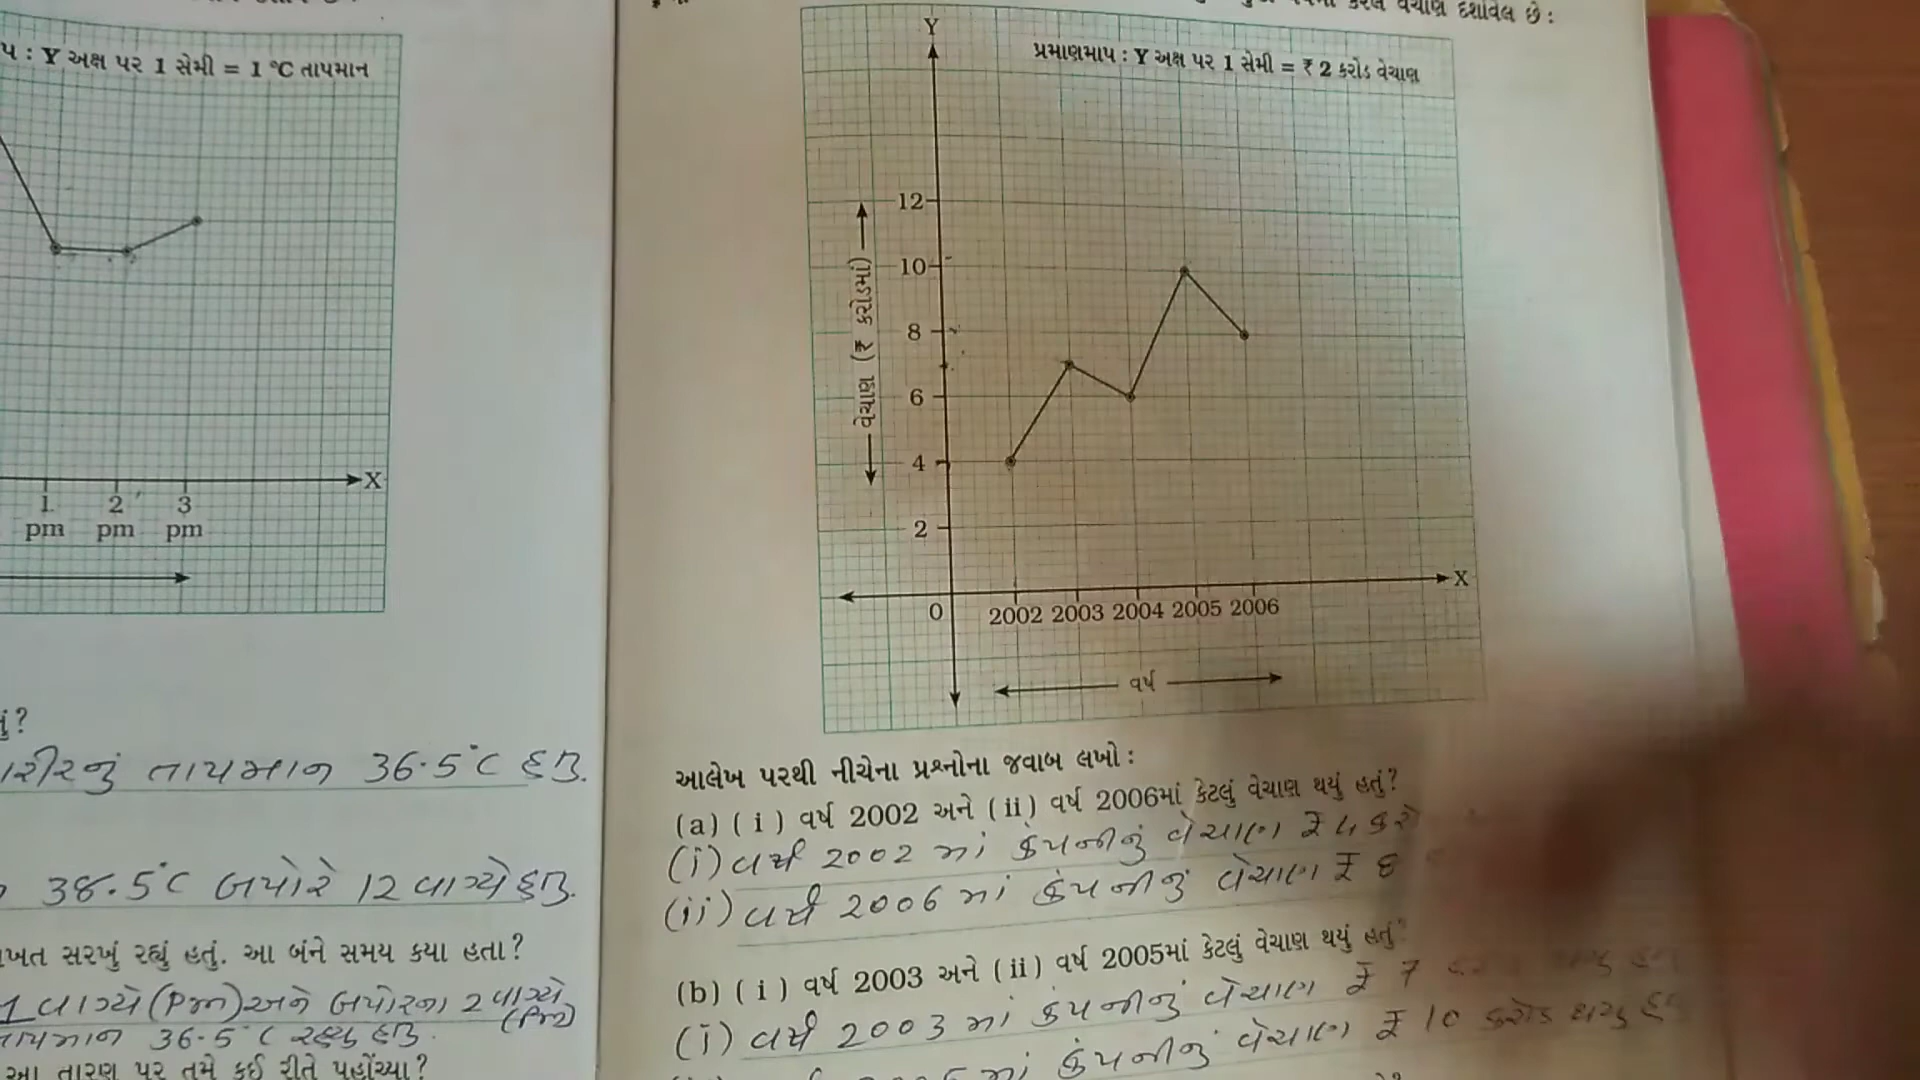 પ : Y અક્ષ પર 1 સેમી = 1 °C તાપમાન
X
1 2 3
pm pm pm
શરીરનું તાપમાન 36.5°C હતુ.
38.5°C બપોરે 12 વાગ્યે હતુ.
ખત સરખું રહ્યું હતું. આ બંને સમય કયા હતા?
1 વાગ્યે (Pm) અને બપોરના 2 વાગ્યે
(Pm)
તાપમાન 36.5°C રહ્યુ હતુ.
આ તારણ પર તમે કઈ રીતે પહોંચ્યા?
કરેલ વેચાણ દર્શાવેલ છે :
Y
પ્રમાણમાપ : Y અક્ષ પર 1 સેમી = ₹ 2 કરોડ વેચાણ
વેચાણ (₹ કરોડમાં)
12
10
8
6
4
2
0
X
2002 2003 2004 2005 2006
વર્ષ
આલેખ પરથી નીચેના પ્રશ્નોના જવાબ લખો :
(a) ( i ) વર્ષ 2002 અને ( ii ) વર્ષ 2006માં કેટલું વેચાણ થયું હતું?
(i) વર્ષ 2002 માં કંપનીનું વેચાણ ₹ 4 કરો
(ii) વર્ષ 2006 માં કંપનીનું વેચાણ ₹ 8
(b) ( i ) વર્ષ 2003 અને ( ii ) વર્ષ 2005માં કેટલું વેચાણ થયું હતું?
(i) વર્ષ 2003 માં કંપનીનું વેચાણ ₹ 7
માં કંપનીનું વેચાણ ₹ 10 કરોડ થયુ હ